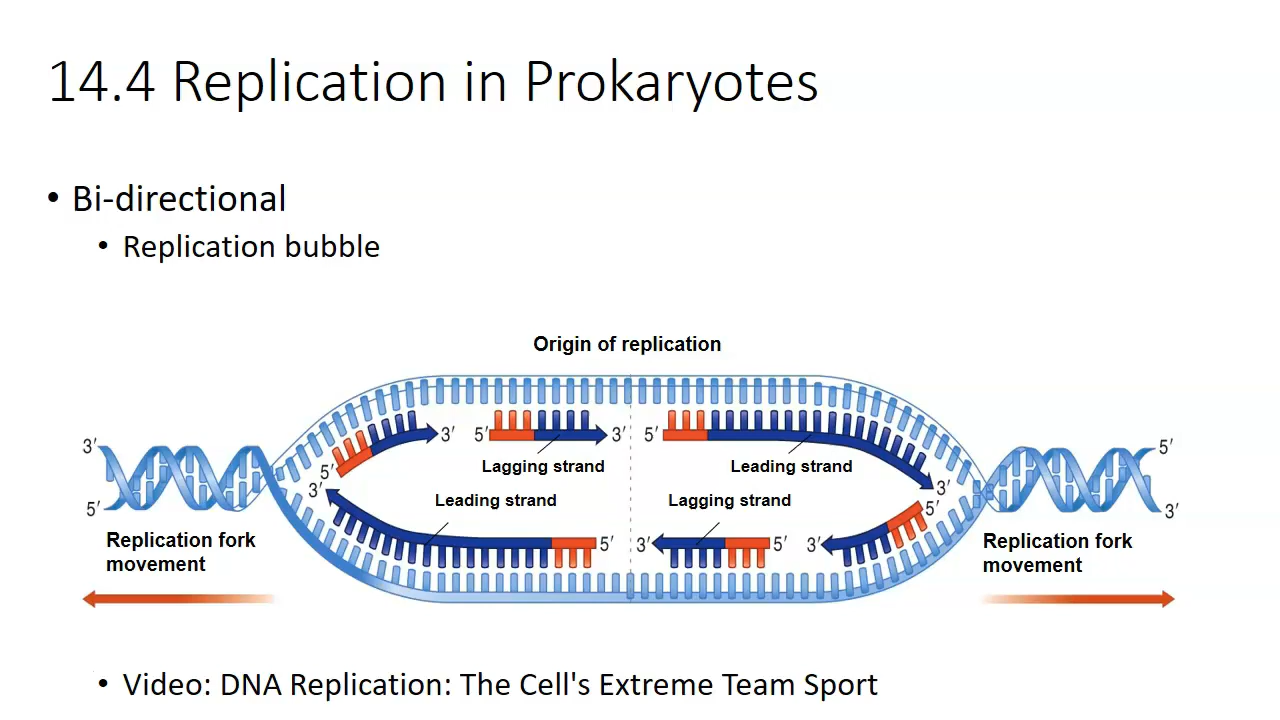 14.4 Replication in Prokaryotes
• Bi-directional
• Replication bubble
Origin of replication
3′
5′
3′
5′
3′
5′
3′
5′
Lagging strand
Leading strand
3′
5′
3′
Leading strand
Lagging strand
5′
5′
3′
5′
3′
5′
3′
Replication fork
movement
Replication fork
movement
• Video: DNA Replication: The Cell's Extreme Team Sport